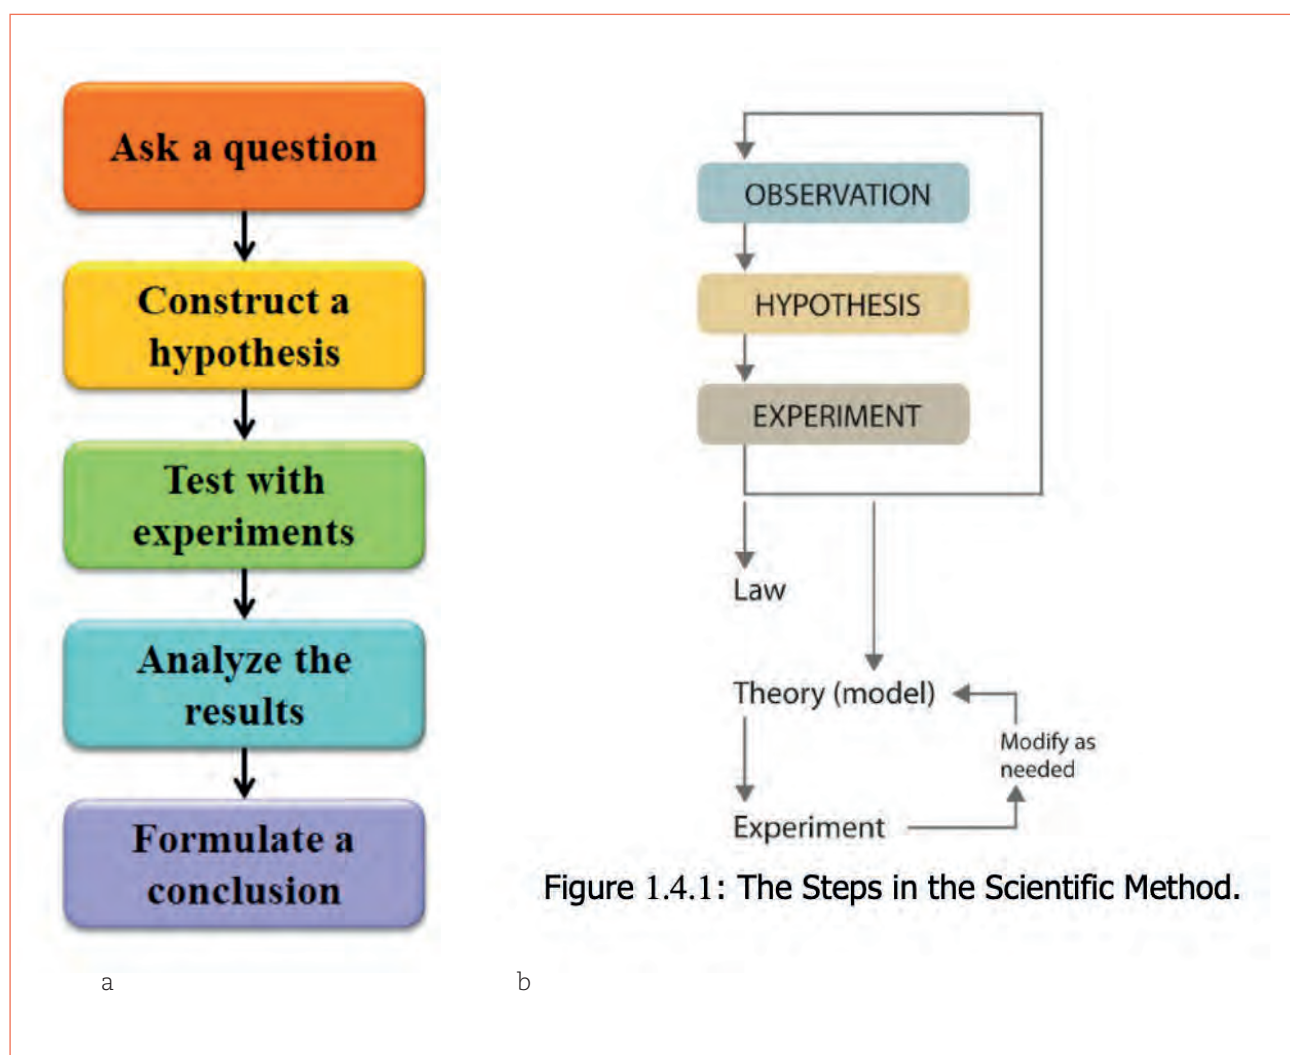 Ask a question
Construct a
hypothesis
Test with
experiments
Analyze the
results
Formulate a
conclusion
a
OBSERVATION
HYPOTHESIS
EXPERIMENT
Law
Theory (model)
Modify as
needed
Experiment
Figure 1.4.1: The Steps in the Scientific Method.
b